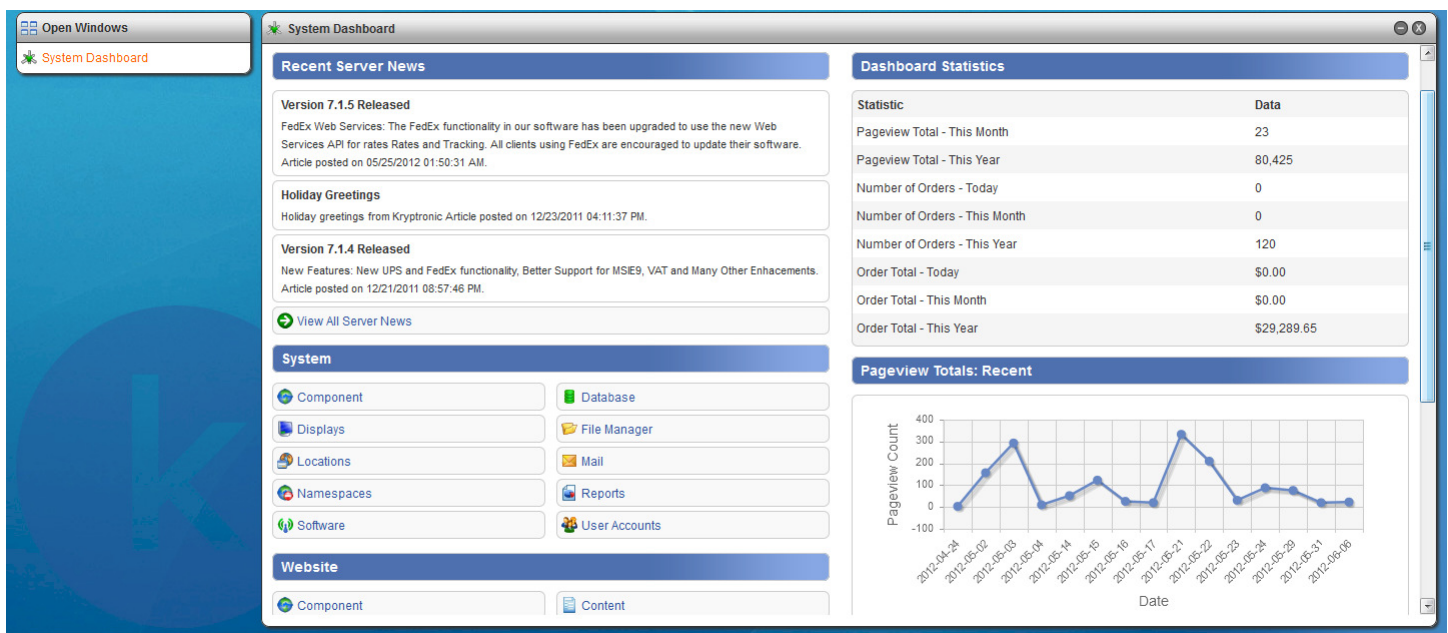 Open Windows
System Dashboard
System Dashboard
Recent Server News
Version 7.1.5 Released
FedEx Web Services: The FedEx functionality in our software has been upgraded to use the new Web
Services API for rates Rates and Tracking. All clients using FedEx are encouraged to update their software.
Article posted on 05/25/2012 01:50:31 AM.
Holiday Greetings
Holiday greetings from Kryptronic Article posted on 12/23/2011 04:11:37 PM.
Version 7.1.4 Released
New Features: New UPS and FedEx functionality, Better Support for MSIE9, VAT and Many Other Enhacements.
Article posted on 12/21/2011 08:57:46 PM.
View All Server News
System
Component Database
Displays File Manager
Locations Mail
Namespaces Reports
Software User Accounts
Website
Component Content
Dashboard Statistics
Statistic Data
Pageview Total - This Month 23
Pageview Total - This Year 80,425
Number of Orders - Today 0
Number of Orders - This Month 0
Number of Orders - This Year 120
Order Total - Today $0.00
Order Total - This Month $0.00
Order Total - This Year $29,289.65
Pageview Totals: Recent
Pageview Count
400
300
200
100
0
-100
2012-04-24 2012-05-02 2012-05-03 2012-05-04 2012-05-14 2012-05-15 2012-05-16 2012-05-17 2012-05-21 2012-05-22 2012-05-23 2012-05-24 2012-05-29 2012-05-31 2012-06-06
Date
k